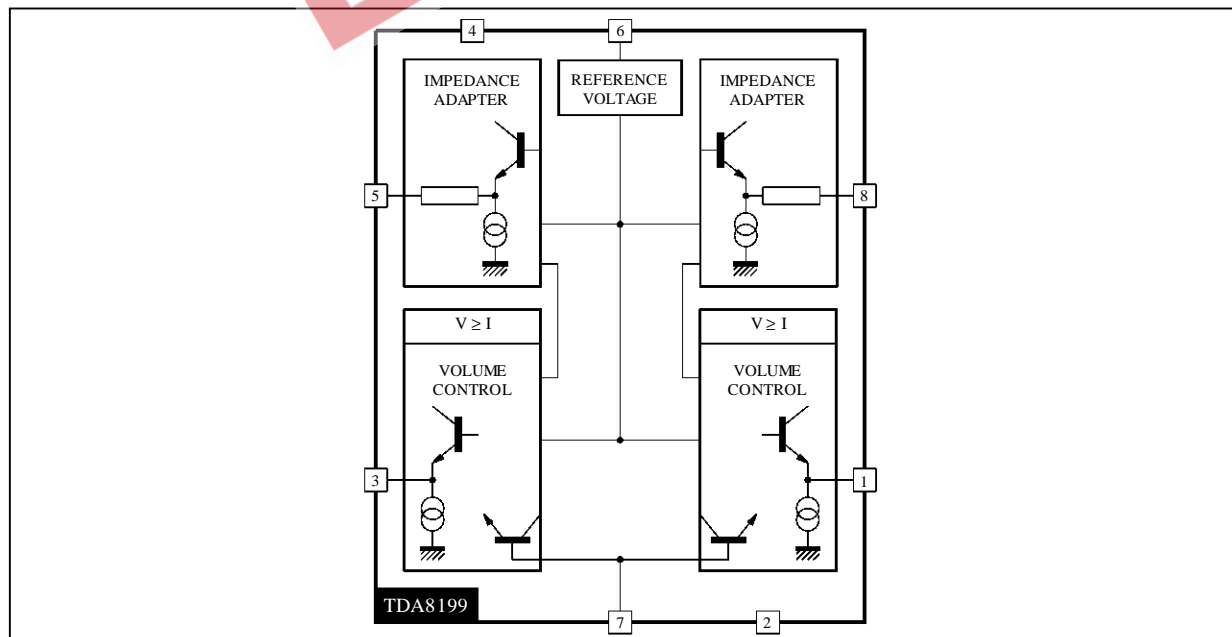 4
6
IMPEDANCE
ADAPTER
REFERENCE
VOLTAGE
IMPEDANCE
ADAPTER
5
8
V ≥ I
V ≥ I
VOLUME
CONTROL
VOLUME
CONTROL
3
1
TDA8199
7
2